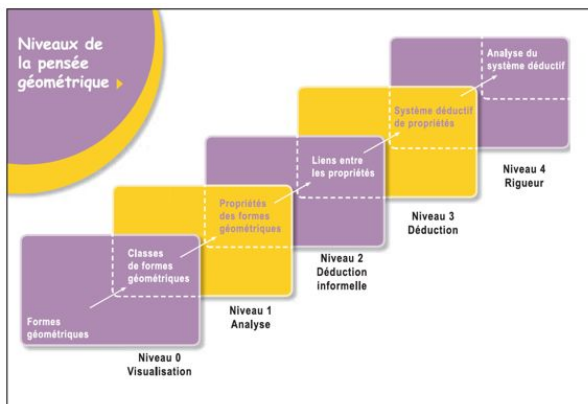 Niveaux de
la pensée
géométrique
Formes
géométriques
Classes
de formes
géométriques
Propriétés
des formes
géométriques
Liens entre
les propriétés
Système déductif
de propriétés
Analyse du
système déductif
Niveau 0
Visualisation
Niveau 1
Analyse
Niveau 2
Déduction
informelle
Niveau 3
Déduction
Niveau 4
Rigueur